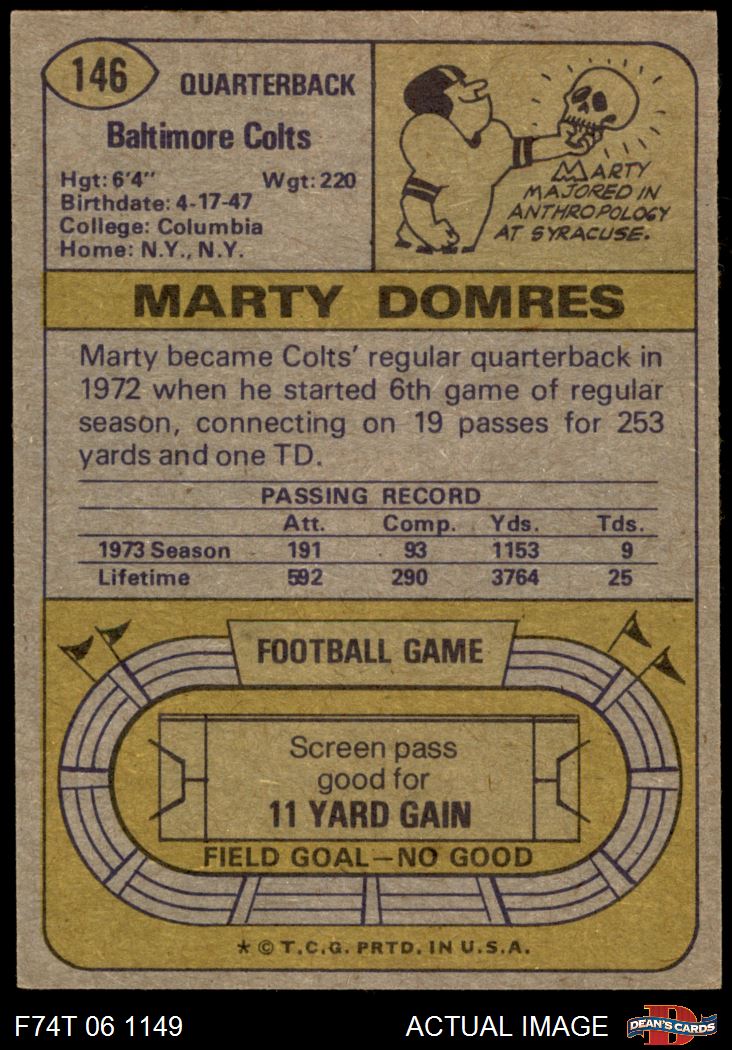 146
QUARTERBACK
Baltimore Colts
Hgt: 6'4" Wgt: 220
Birthdate: 4-17-47
College: Columbia
Home: N.Y., N.Y.
MARTY
MAJORED IN
ANTHROPOLOGY
AT SYRACUSE.
MARTY DOMRES
Marty became Colts' regular quarterback in
1972 when he started 6th game of regular
season, connecting on 19 passes for 253
yards and one TD.
PASSING RECORD
Att. Comp. Yds. Tds.
1973 Season 191 93 1153 9
Lifetime 592 290 3764 25
FOOTBALL GAME
Screen pass
good for
11 YARD GAIN
FIELD GOAL—NO GOOD
* © T.C.G. PRTD. IN U.S.A.
F74T 06 1149 ACTUAL IMAGE
D
DEAN'S CARDS